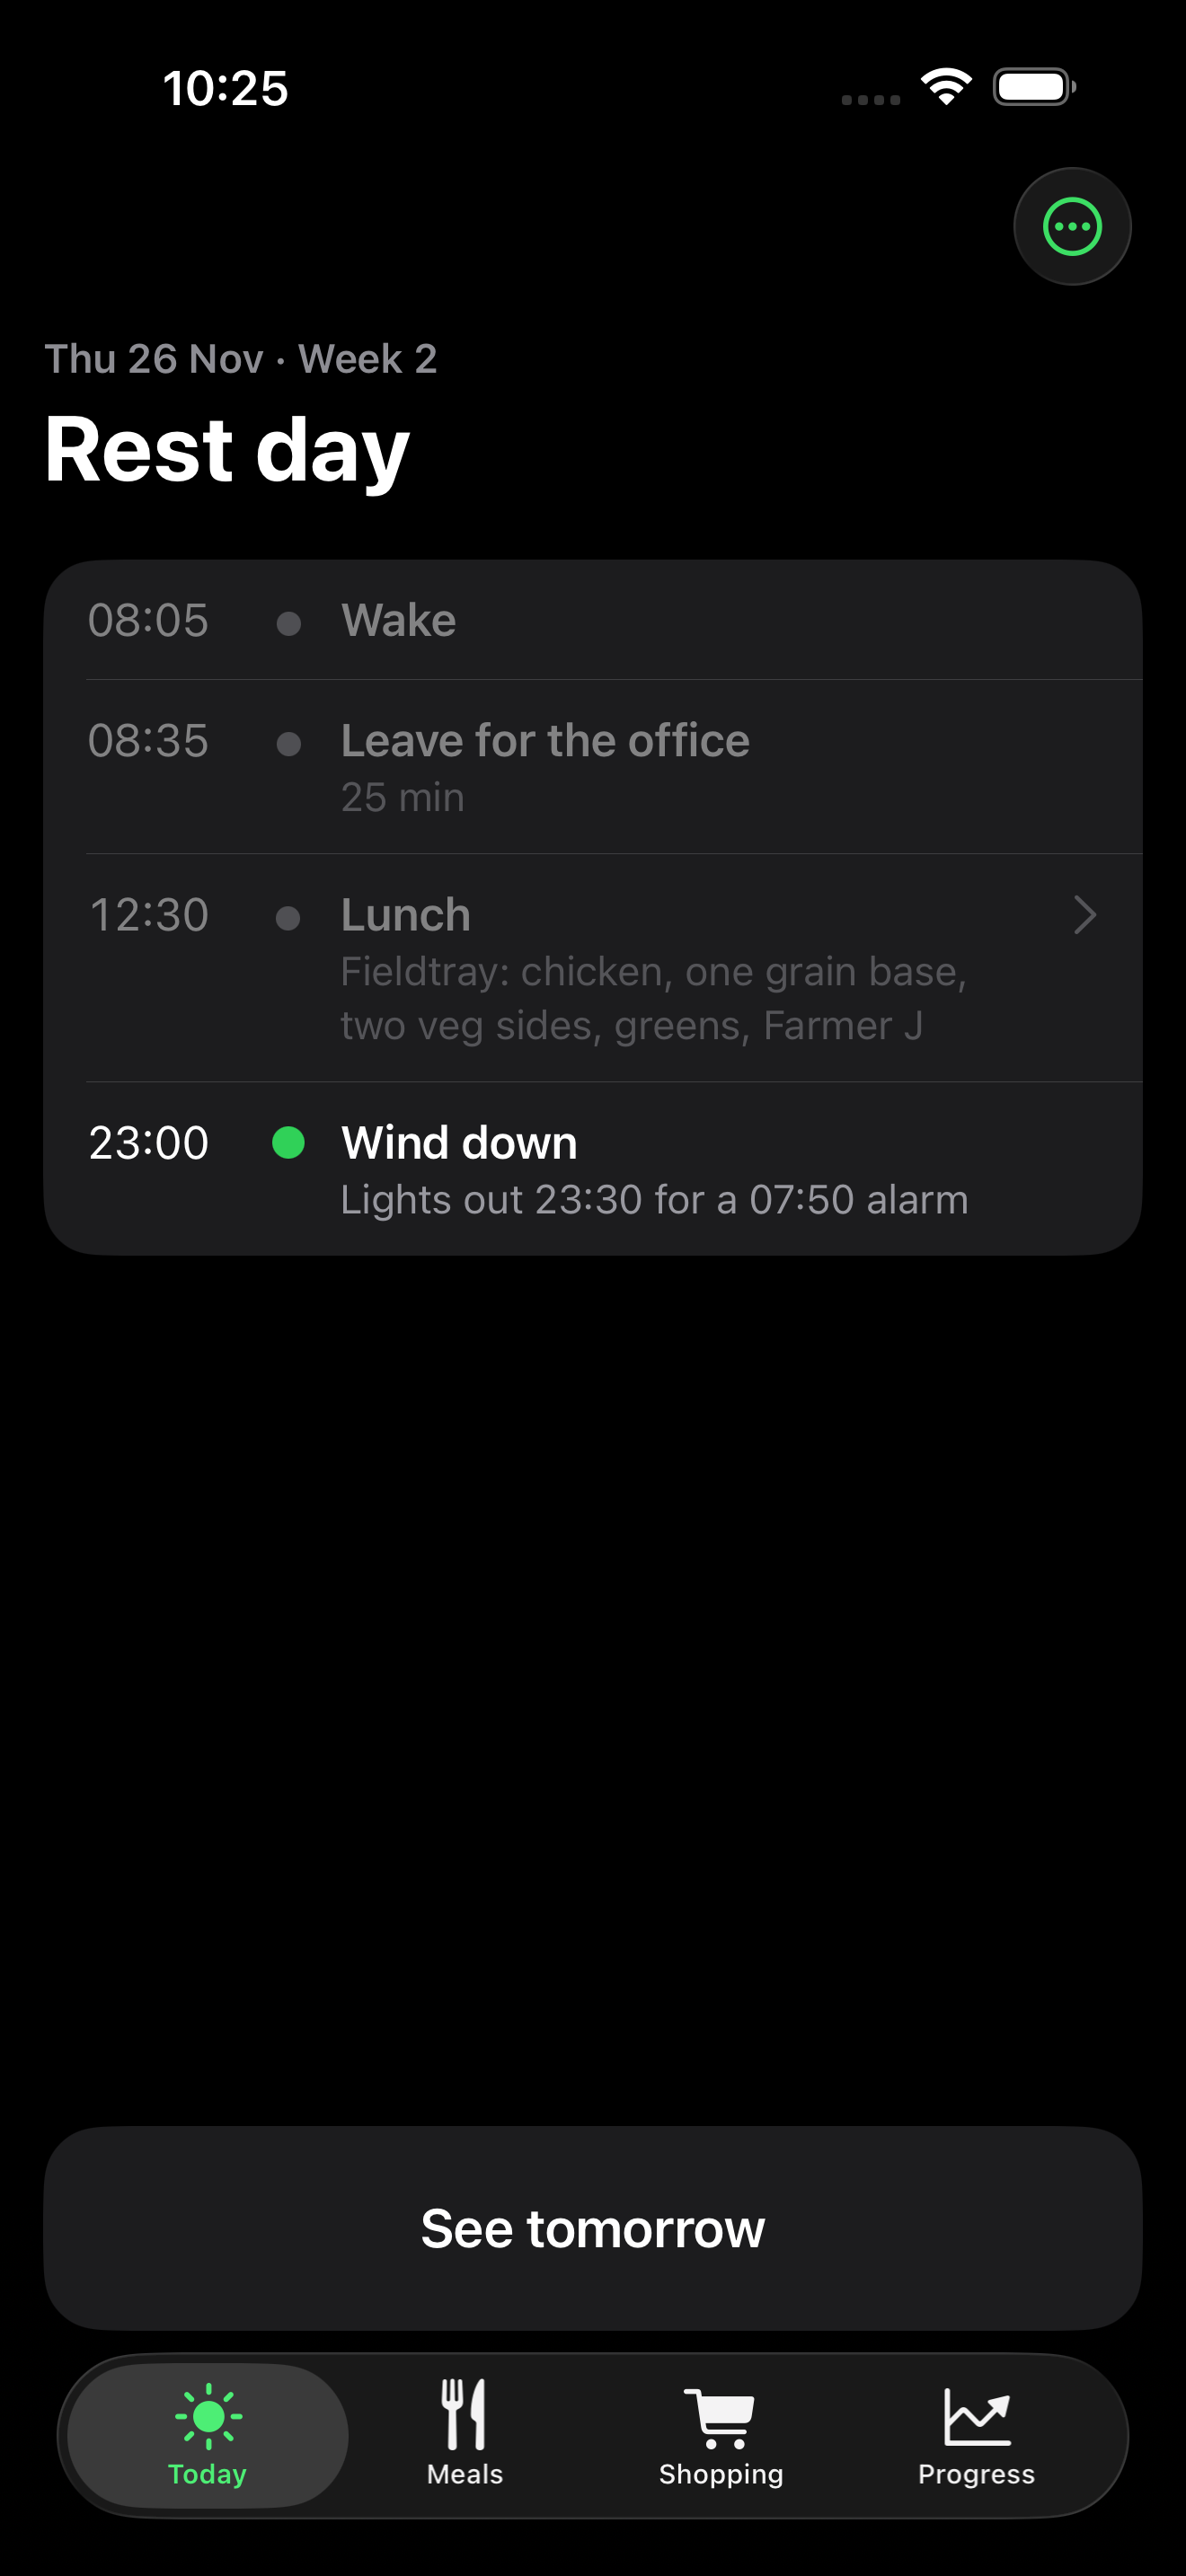 10:25
Thu 26 Nov · Week 2
Rest day
08:05 Wake
08:35 Leave for the office
25 min
12:30 Lunch
Fieldtray: chicken, one grain base,
two veg sides, greens, Farmer J
23:00 Wind down
Lights out 23:30 for a 07:50 alarm
See tomorrow
Today Meals Shopping Progress